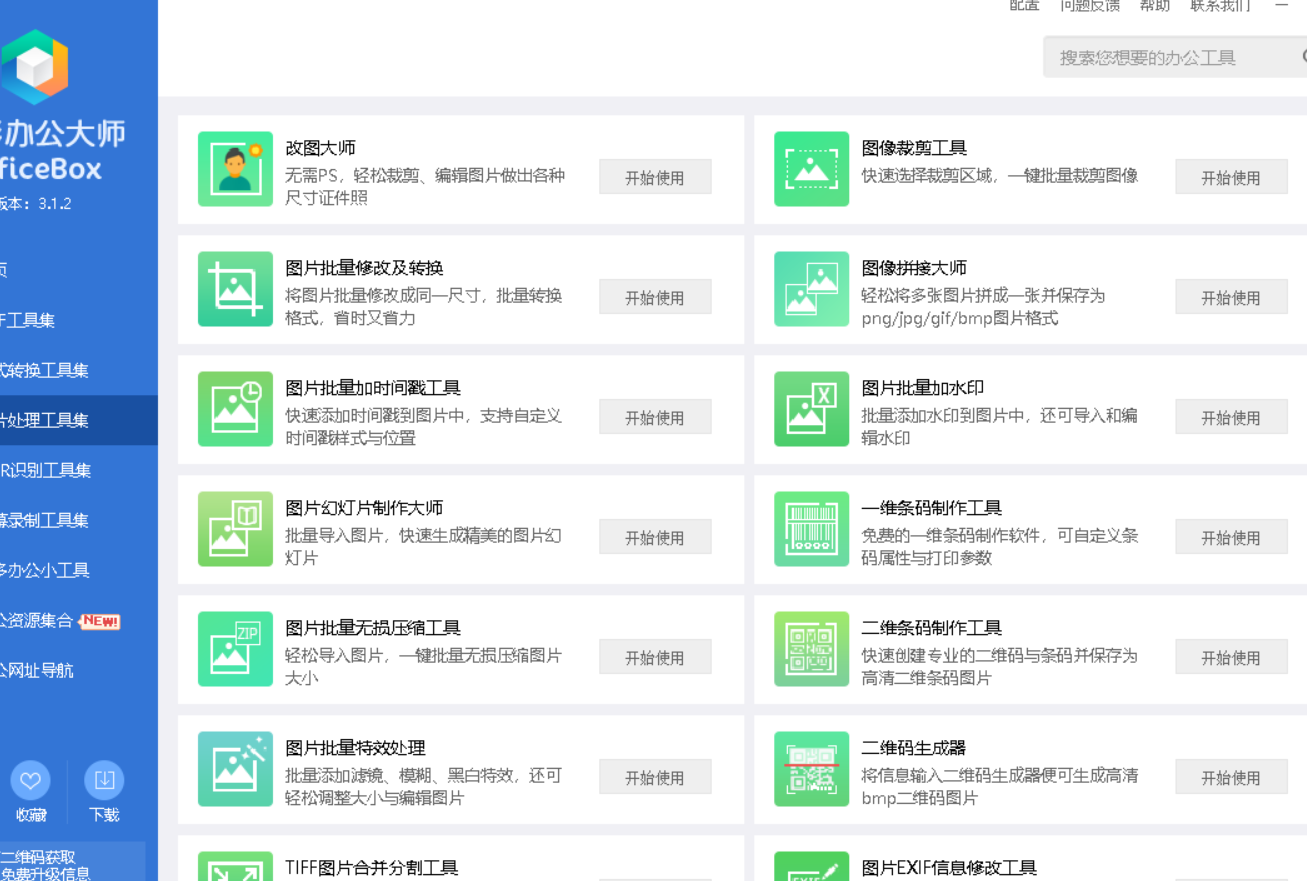 配置 问题反馈 帮助 联系我们
搜索您想要的办公工具
办公大师
ficeBox
版本：3.1.2
页
工具集
式转换工具集
片处理工具集
R识别工具集
幕录制工具集
多办公小工具
公资源集合 NEW!
公网址导航
收藏 下载
二维码获取
免费升级信息
改图大师
无需PS，轻松裁剪、编辑图片做出各种
尺寸证件照
开始使用
图像裁剪工具
快速选择裁剪区域，一键批量裁剪图像
开始使用
图片批量修改及转换
将图片批量修改成同一尺寸，批量转换
格式，省时又省力
开始使用
图像拼接大师
轻松将多张图片拼成一张并保存为
png/jpg/gif/bmp图片格式
开始使用
图片批量加时间戳工具
快速添加时间戳到图片中，支持自定义
时间戳样式与位置
开始使用
X
图片批量加水印
批量添加水印到图片中，还可导入和编
辑水印
开始使用
图片幻灯片制作大师
批量导入图片，快速生成精美的图片幻
灯片
开始使用
一维条码制作工具
免费的一维条码制作软件，可自定义条
码属性与打印参数
开始使用
ZIP
图片批量无损压缩工具
轻松导入图片，一键批量无损压缩图片
大小
开始使用
二维条码制作工具
快速创建专业的二维码与条码并保存为
高清二维条码图片
开始使用
图片批量特效处理
批量添加滤镜、模糊、黑白特效，还可
轻松调整大小与编辑图片
开始使用
二维码生成器
将信息输入二维码生成器便可生成高清
bmp二维码图片
开始使用
TIFF图片合并分割工具
图片EXIF信息修改工具